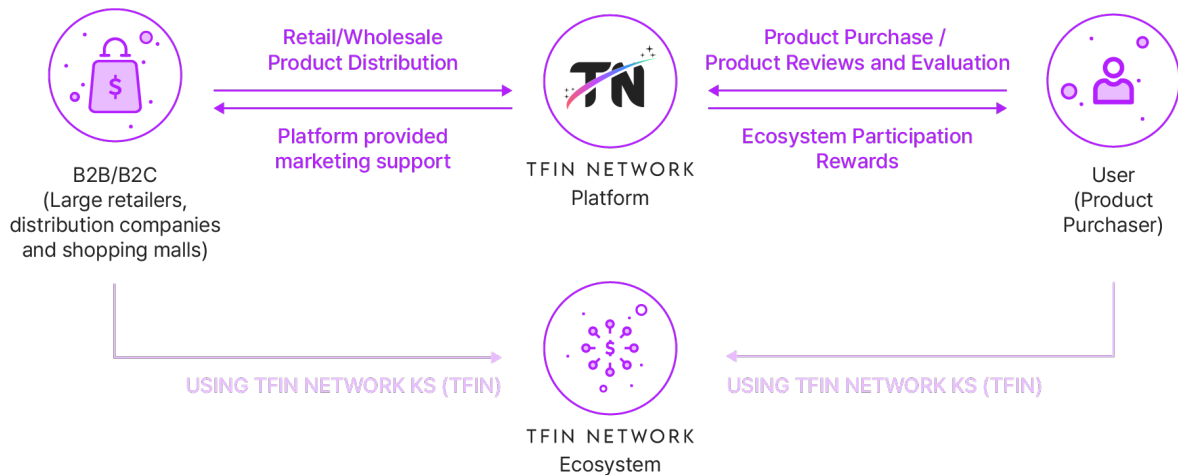 Retail/Wholesale
Product Distribution
Platform provided
marketing support
B2B/B2C
(Large retailers,
distribution companies
and shopping malls)
$
TN
TFIN NETWORK
Platform
Product Purchase /
Product Reviews and Evaluation
Ecosystem Participation
Rewards
User
(Product
Purchaser)
USING TFIN NETWORK KS (TFIN)
$
USING TFIN NETWORK KS (TFIN)
TFIN NETWORK
Ecosystem